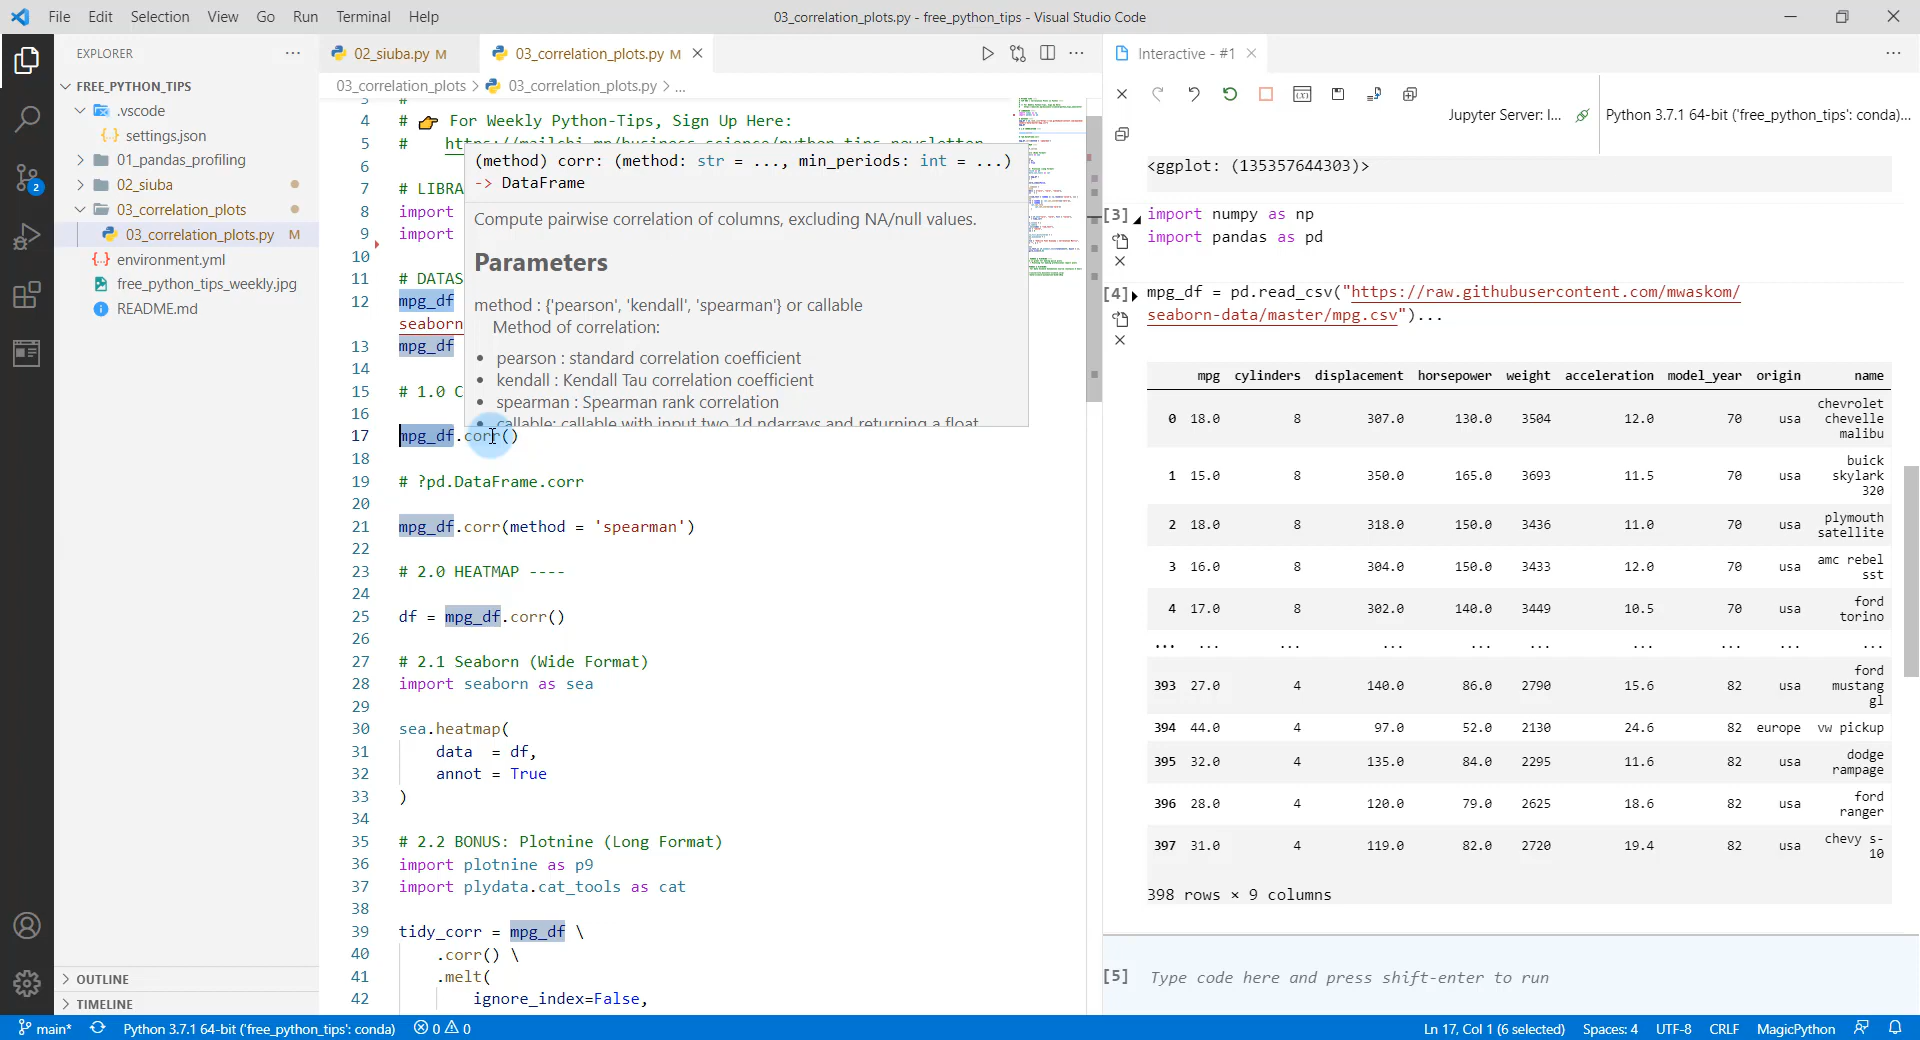 File Edit Selection View Go Run Terminal Help
03_correlation_plots.py - free_python_tips - Visual Studio Code
EXPLORER
FREE_PYTHON_TIPS
.vscode
settings.json
01_pandas_profiling
02_siuba
03_correlation_plots
03_correlation_plots.py M
environment.yml
free_python_tips_weekly.jpg
README.md
OUTLINE
TIMELINE
2
02_siuba.py M
03_correlation_plots.py M
03_correlation_plots > 03_correlation_plots.py > ...
3 #
4 # 👉 For Weekly Python-Tips, Sign Up Here:
5 # https://mailchi.mp/business-science/python-tips-newsletter
6
7 # LIBRA
8 import
9 import
10
11 # DATAS
12 mpg_df
seaborn
13 mpg_df
14
15 # 1.0 C
16
17 mpg_df.corr()
18
19 # ?pd.DataFrame.corr
20
21 mpg_df.corr(method = 'spearman')
22
23 # 2.0 HEATMAP ----
24
25 df = mpg_df.corr()
26
27 # 2.1 Seaborn (Wide Format)
28 import seaborn as sea
29
30 sea.heatmap(
31 data = df,
32 annot = True
33 )
34
35 # 2.2 BONUS: Plotnine (Long Format)
36 import plotnine as p9
37 import plydata.cat_tools as cat
38
39 tidy_corr = mpg_df \
40 .corr() \
41 .melt(
42 ignore_index=False,
(method) corr: (method: str = ..., min_periods: int = ...)
-> DataFrame
Compute pairwise correlation of columns, excluding NA/null values.
Parameters
method : {'pearson', 'kendall', 'spearman'} or callable
Method of correlation:
• pearson : standard correlation coefficient
• kendall : Kendall Tau correlation coefficient
• spearman : Spearman rank correlation
• callable: callable with input two 1d ndarrays and returning a float
Interactive - #1
Jupyter Server: l...
Python 3.7.1 64-bit ('free_python_tips': conda)...
<ggplot: (135357644303)>
[3] import numpy as np
import pandas as pd
[4] mpg_df = pd.read_csv("https://raw.githubusercontent.com/mwaskom/
seaborn-data/master/mpg.csv")...
mpg cylinders displacement horsepower weight acceleration model_year origin name
0 18.0 8 307.0 130.0 3504 12.0 70 usa chevrolet chevelle malibu
1 15.0 8 350.0 165.0 3693 11.5 70 usa buick skylark 320
2 18.0 8 318.0 150.0 3436 11.0 70 usa plymouth satellite
3 16.0 8 304.0 150.0 3433 12.0 70 usa amc rebel sst
4 17.0 8 302.0 140.0 3449 10.5 70 usa ford torino
... ... ... ... ... ... ... ... ... ...
393 27.0 4 140.0 86.0 2790 15.6 82 usa ford mustang gl
394 44.0 4 97.0 52.0 2130 24.6 82 europe vw pickup
395 32.0 4 135.0 84.0 2295 11.6 82 usa dodge rampage
396 28.0 4 120.0 79.0 2625 18.6 82 usa ford ranger
397 31.0 4 119.0 82.0 2720 19.4 82 usa chevy s-10
398 rows × 9 columns
[5] Type code here and press shift-enter to run
main* Python 3.7.1 64-bit ('free_python_tips': conda) 0 0
Ln 17, Col 1 (6 selected) Spaces: 4 UTF-8 CRLF MagicPython